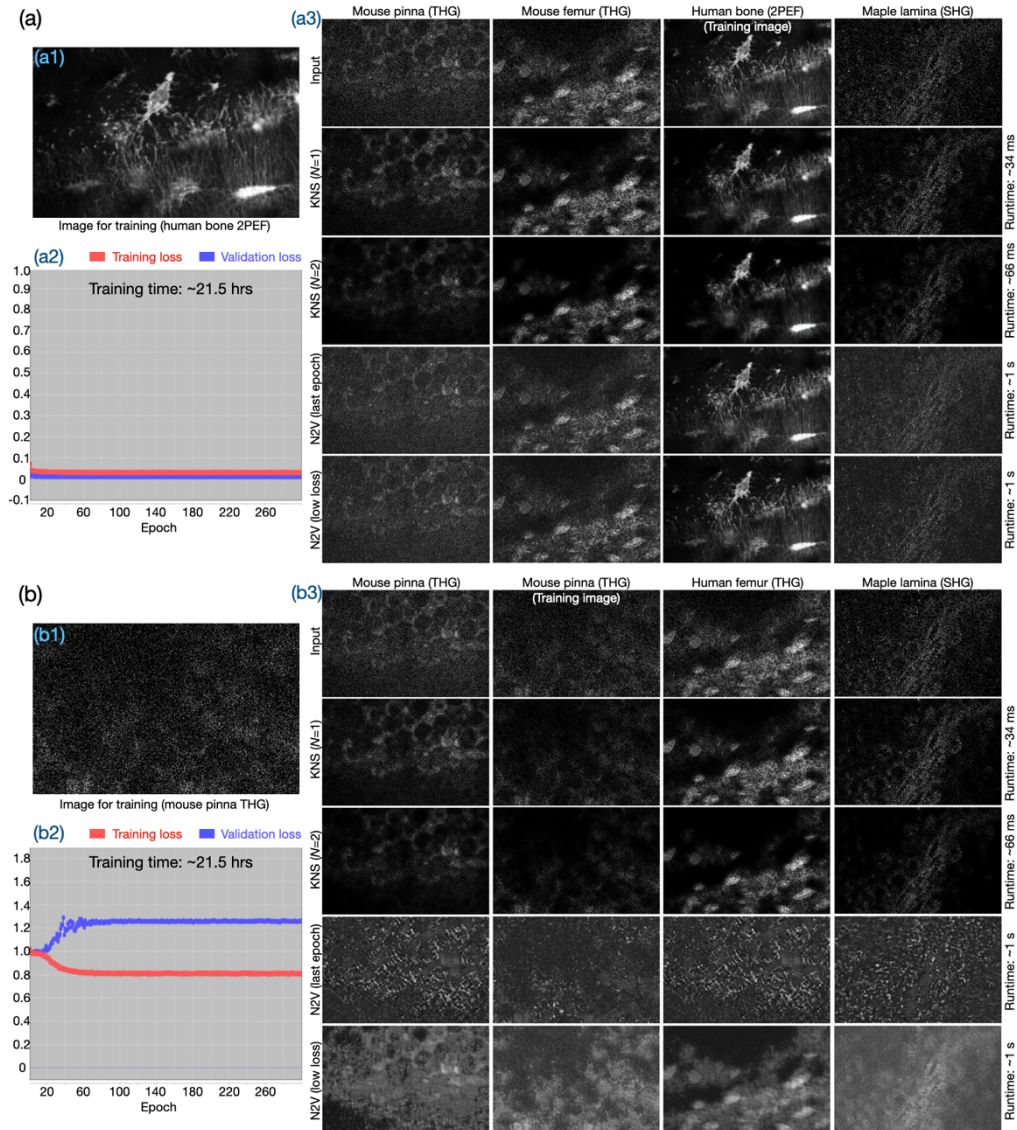 (a)
(a1)
Image for training (human bone 2PEF)
(a2)
Training loss
Validation loss
Training time: ~21.5 hrs
1.0
0.9
0.8
0.7
0.6
0.5
0.4
0.3
0.2
0.1
0
-0.1
20 60 100 140 180 220 260
Epoch
(a3)
Mouse pinna (THG)
Mouse femur (THG)
Human bone (2PEF)
(Training image)
Maple lamina (SHG)
Input
KNS (N=1)
Runtime: ~34 ms
KNS (N=2)
Runtime: ~66 ms
N2V (last epoch)
Runtime: ~1 s
N2V (low loss)
Runtime: ~1 s
(b)
(b1)
Image for training (mouse pinna THG)
(b2)
Training loss
Validation loss
Training time: ~21.5 hrs
1.8
1.6
1.4
1.2
1.0
0.8
0.6
0.4
0.2
0
20 60 100 140 180 220 260
Epoch
(b3)
Mouse pinna (THG)
Mouse pinna (THG)
(Training image)
Human femur (THG)
Maple lamina (SHG)
Input
KNS (N=1)
Runtime: ~34 ms
KNS (N=2)
Runtime: ~66 ms
N2V (last epoch)
Runtime: ~1 s
N2V (low loss)
Runtime: ~1 s